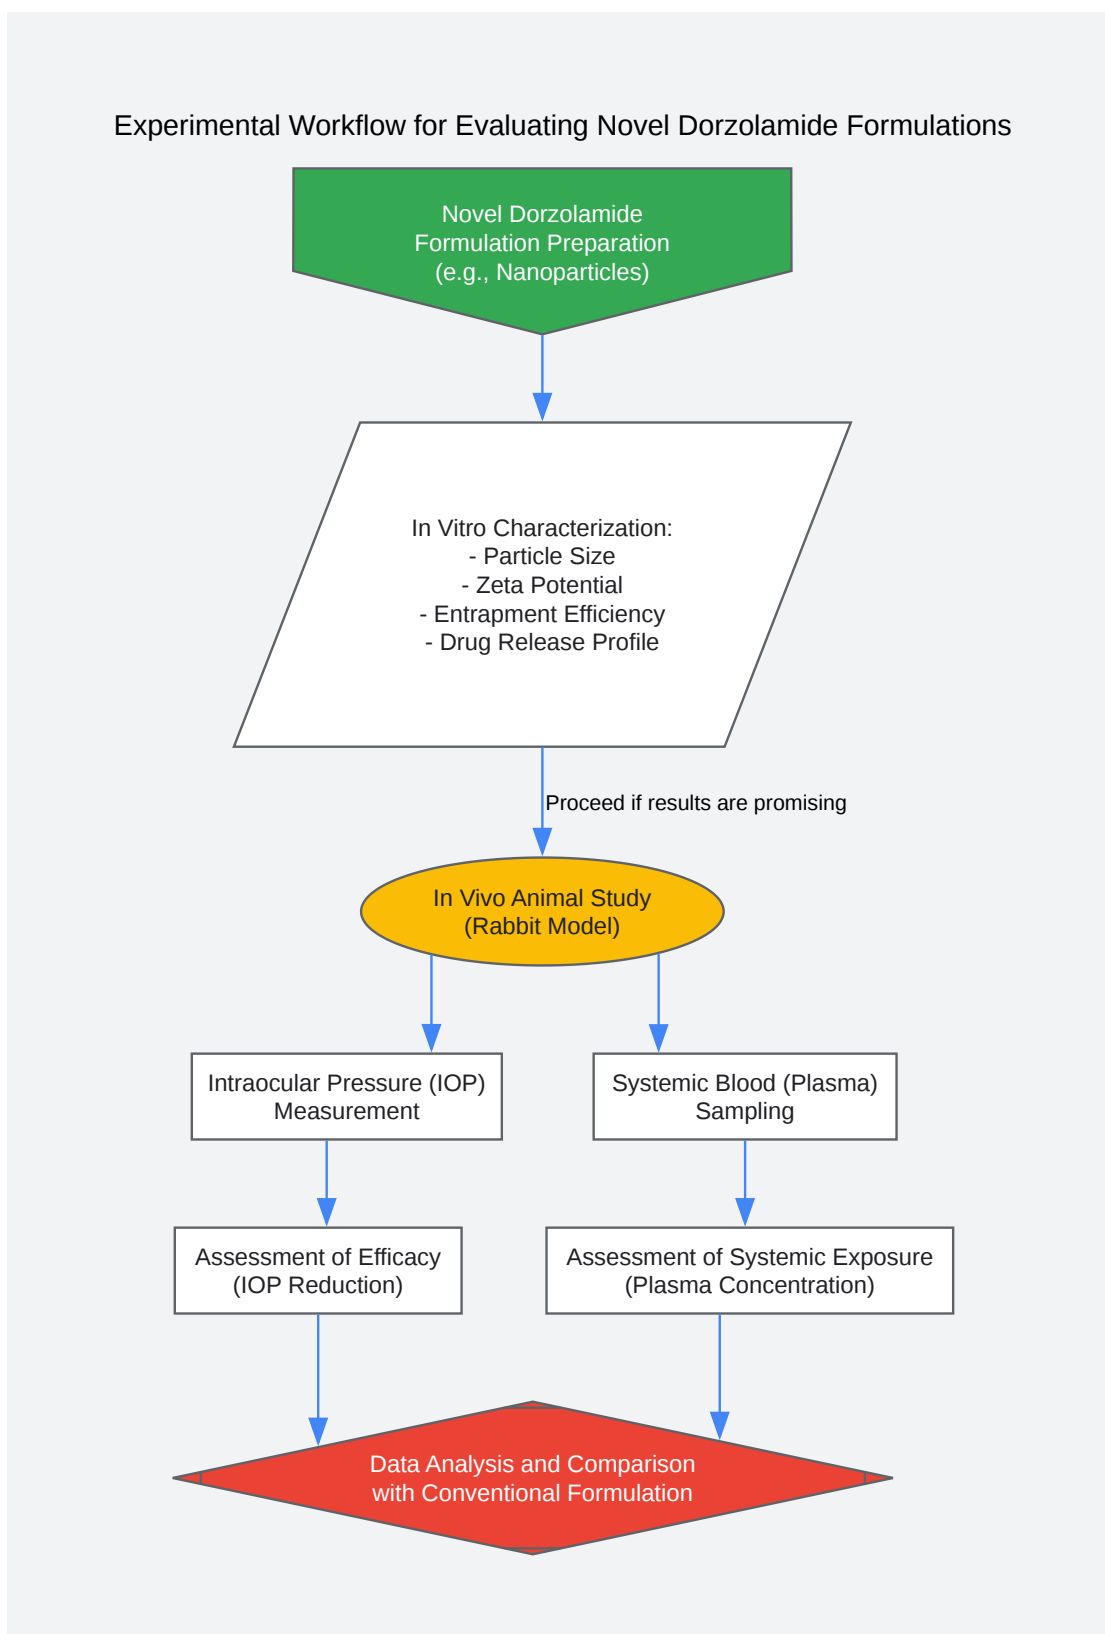 Experimental Workflow for Evaluating Novel Dorzolamide Formulations
Novel Dorzolamide
Formulation Preparation
(e.g., Nanoparticles)
In Vitro Characterization:
- Particle Size
- Zeta Potential
- Entrapment Efficiency
- Drug Release Profile
Proceed if results are promising
In Vivo Animal Study
(Rabbit Model)
Intraocular Pressure (IOP)
Measurement
Systemic Blood (Plasma)
Sampling
Assessment of Efficacy
(IOP Reduction)
Assessment of Systemic Exposure
(Plasma Concentration)
Data Analysis and Comparison
with Conventional Formulation